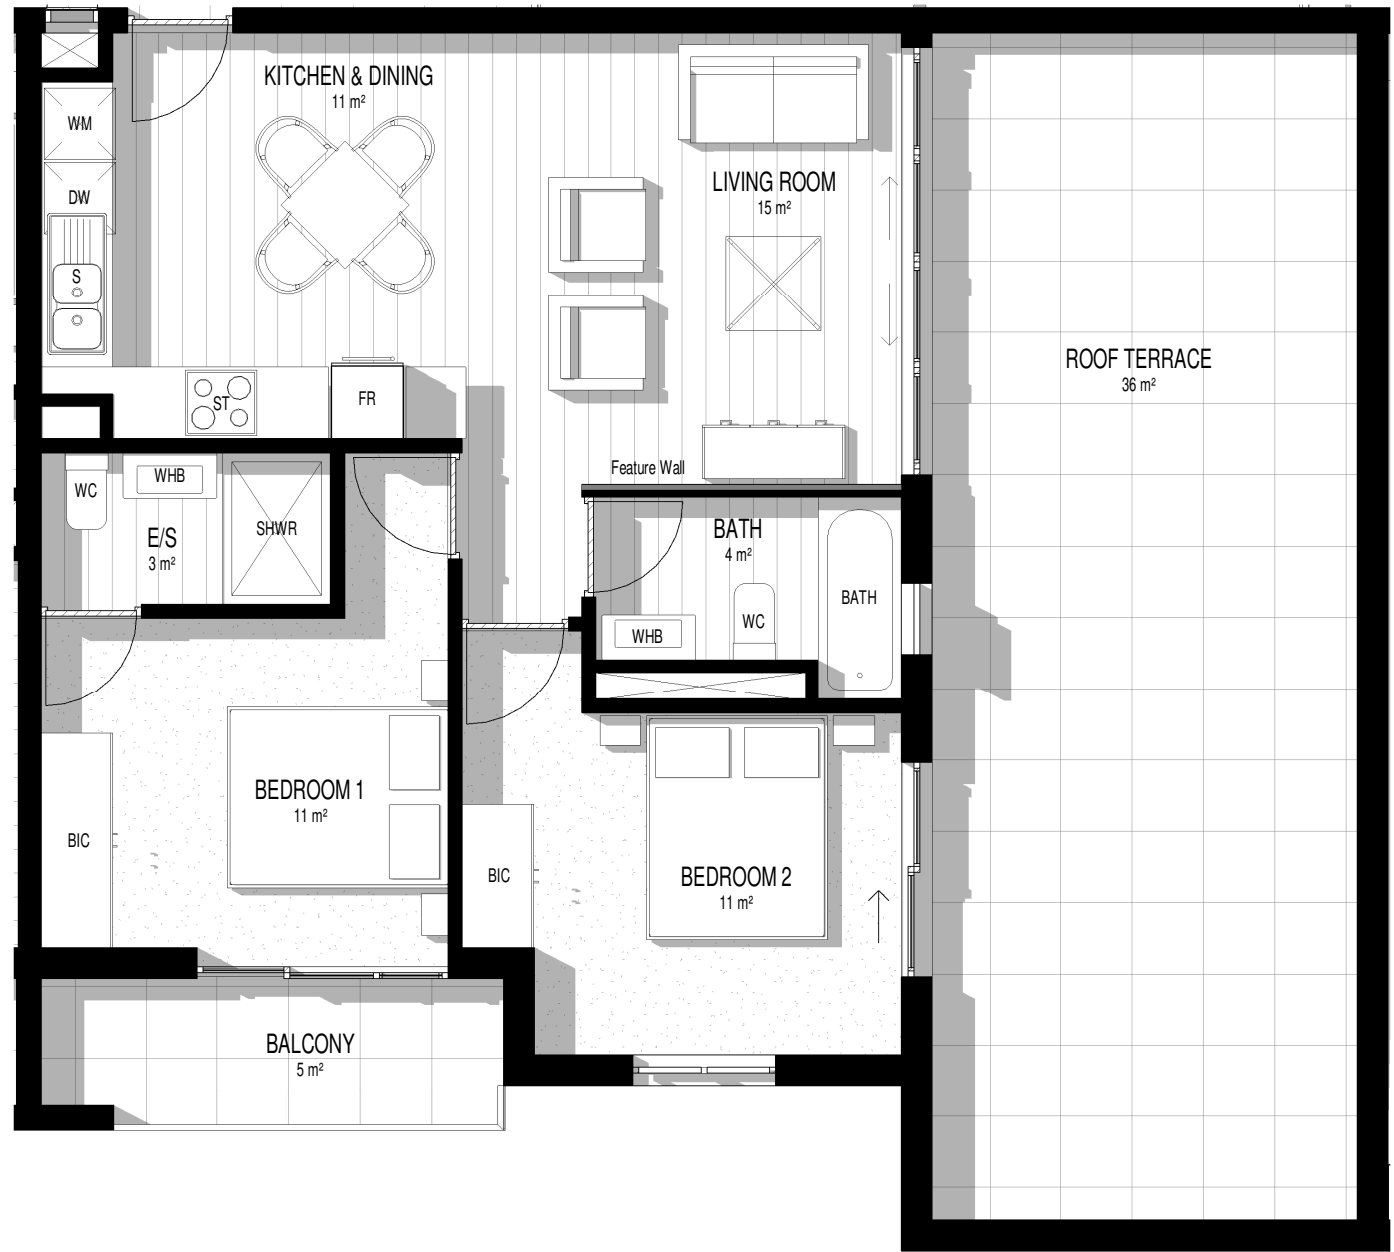 KITCHEN & DINING
11 m²
WM
DW
S
ST
FR
LIVING ROOM
15 m²
ROOF TERRACE
36 m²
Feature Wall
WC
WHB
E/S
3 m²
SHWR
BATH
4 m²
BATH
WHB
WC
BEDROOM 1
11 m²
BIC
BEDROOM 2
11 m²
BIC
BALCONY
5 m²